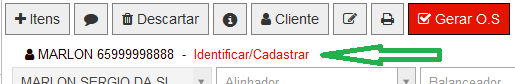 + Itens Descartar Cliente Gerar O.S
MARLON 65999998888 - Identificar/Cadastrar
MARLON SERGIO DA SI Alinhador Balanceador